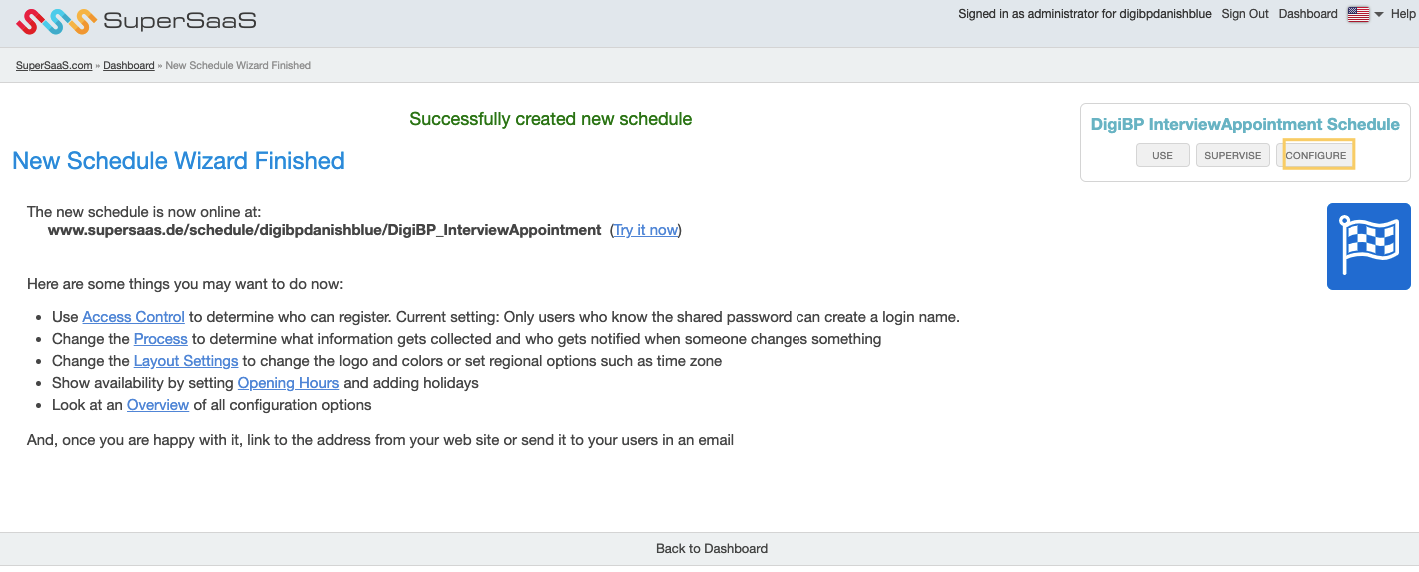 SuperSaaS
Signed in as administrator for digibpdanishblue Sign Out Dashboard Help
SuperSaaS.com » Dashboard » New Schedule Wizard Finished
Successfully created new schedule
DigiBP InterviewAppointment Schedule
USE SUPERVISE CONFIGURE
New Schedule Wizard Finished
The new schedule is now online at:
www.supersaas.de/schedule/digibpdanishblue/DigiBP_InterviewAppointment (Try it now)
Here are some things you may want to do now:
• Use Access Control to determine who can register. Current setting: Only users who know the shared password can create a login name.
• Change the Process to determine what information gets collected and who gets notified when someone changes something
• Change the Layout Settings to change the logo and colors or set regional options such as time zone
• Show availability by setting Opening Hours and adding holidays
• Look at an Overview of all configuration options
And, once you are happy with it, link to the address from your web site or send it to your users in an email
Back to Dashboard